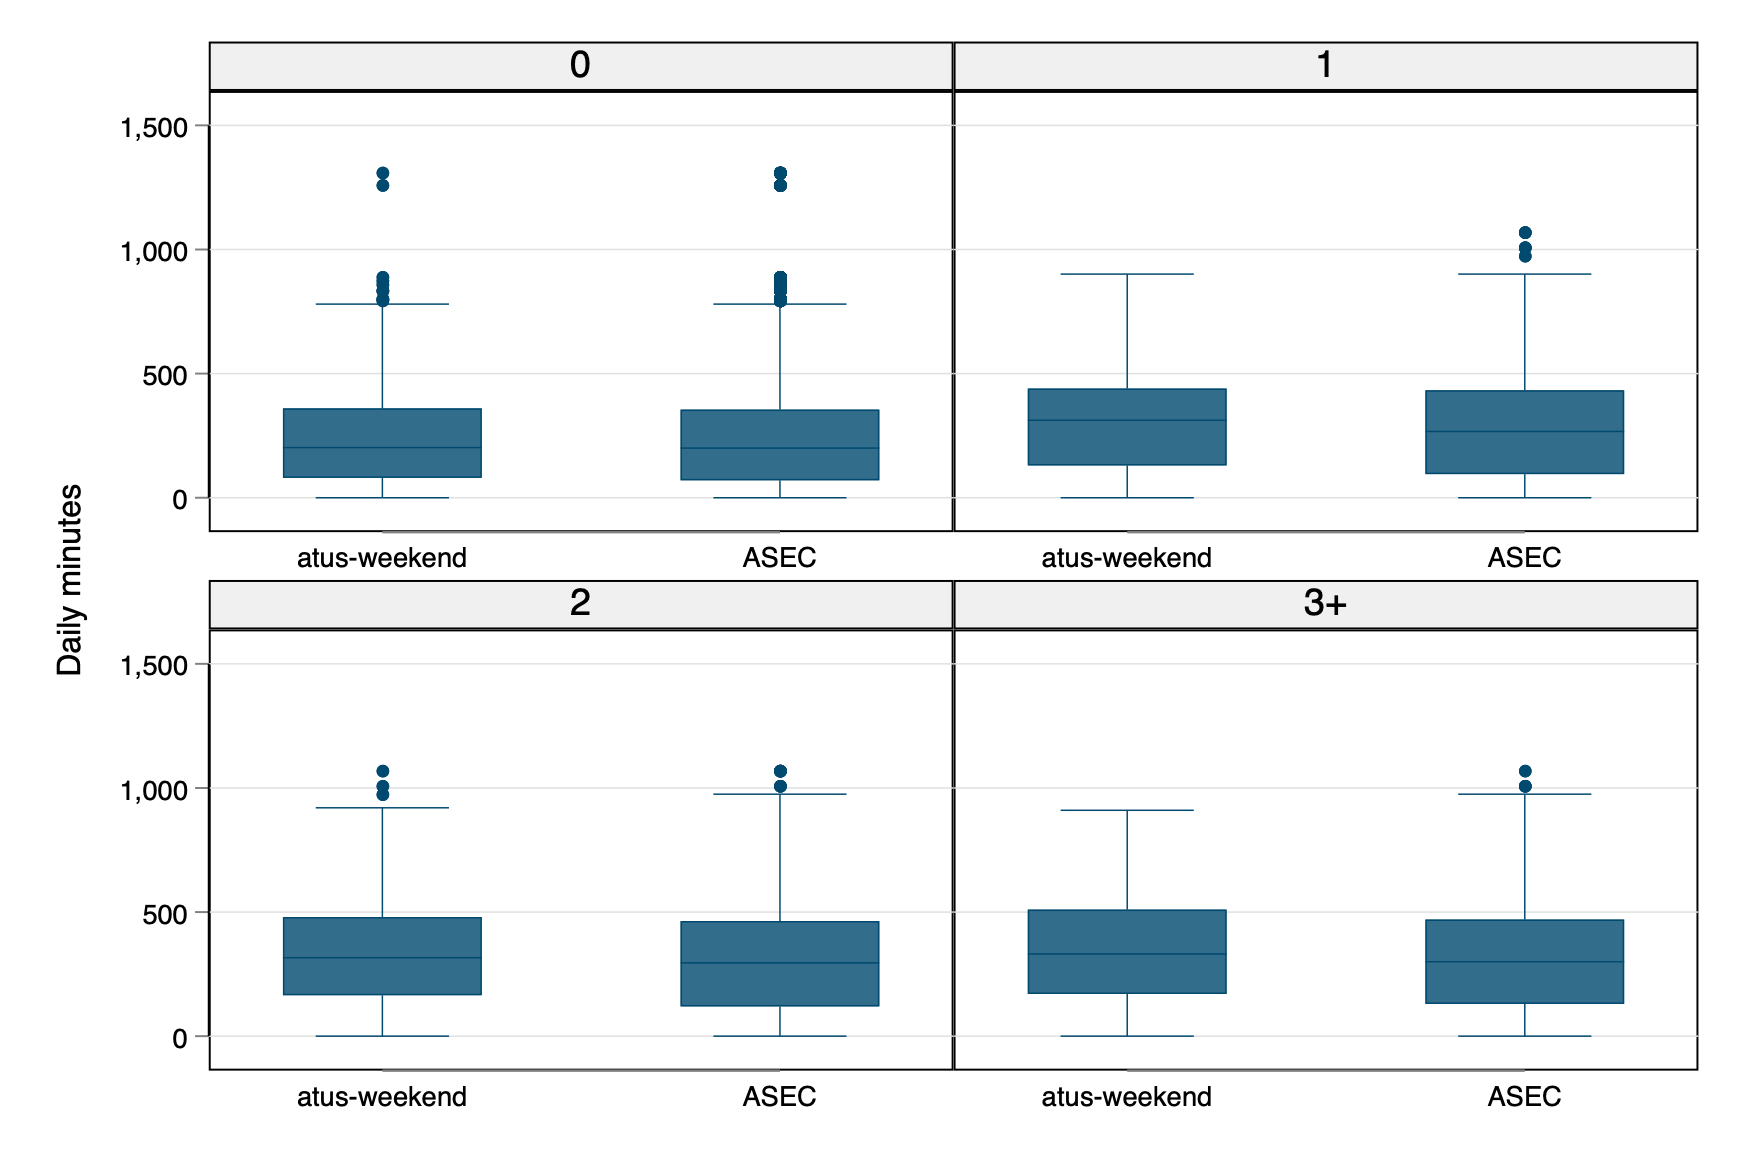 0
1
1,500
1,000
500
0
atus-weekend
ASEC
atus-weekend
ASEC
Daily minutes
2
3+
1,500
1,000
500
0
atus-weekend
ASEC
atus-weekend
ASEC